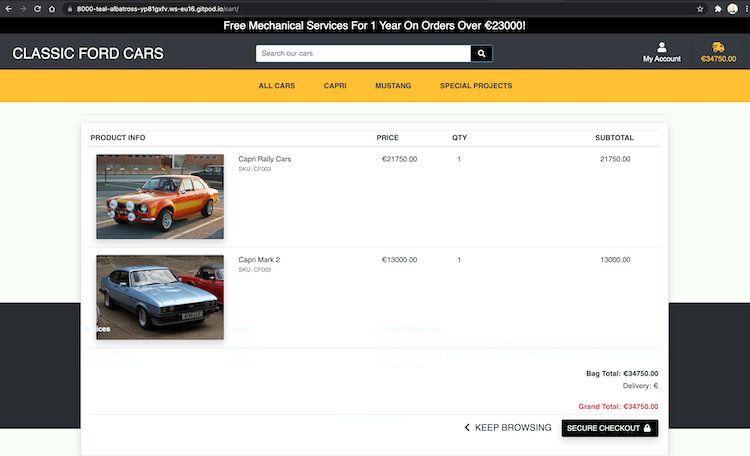 8000-teal-albatross-yp81gxfv.ws-eu16.gitpod.io/cart/
Free Mechanical Services For 1 Year On Orders Over €23000!
CLASSIC FORD CARS
Search our cars
My Account
€34750.00
ALL CARS CAPRI MUSTANG SPECIAL PROJECTS
PRODUCT INFO PRICE QTY SUBTOTAL
Capri Rally Cars €21750.00 1 21750.00
SKU: CF003
Capri Mark 2 €13000.00 1 13000.00
SKU: CF003
Classic Ford Cars
Bag Total: €34750.00
Delivery: €
Grand Total: €34750.00
KEEP BROWSING SECURE CHECKOUT